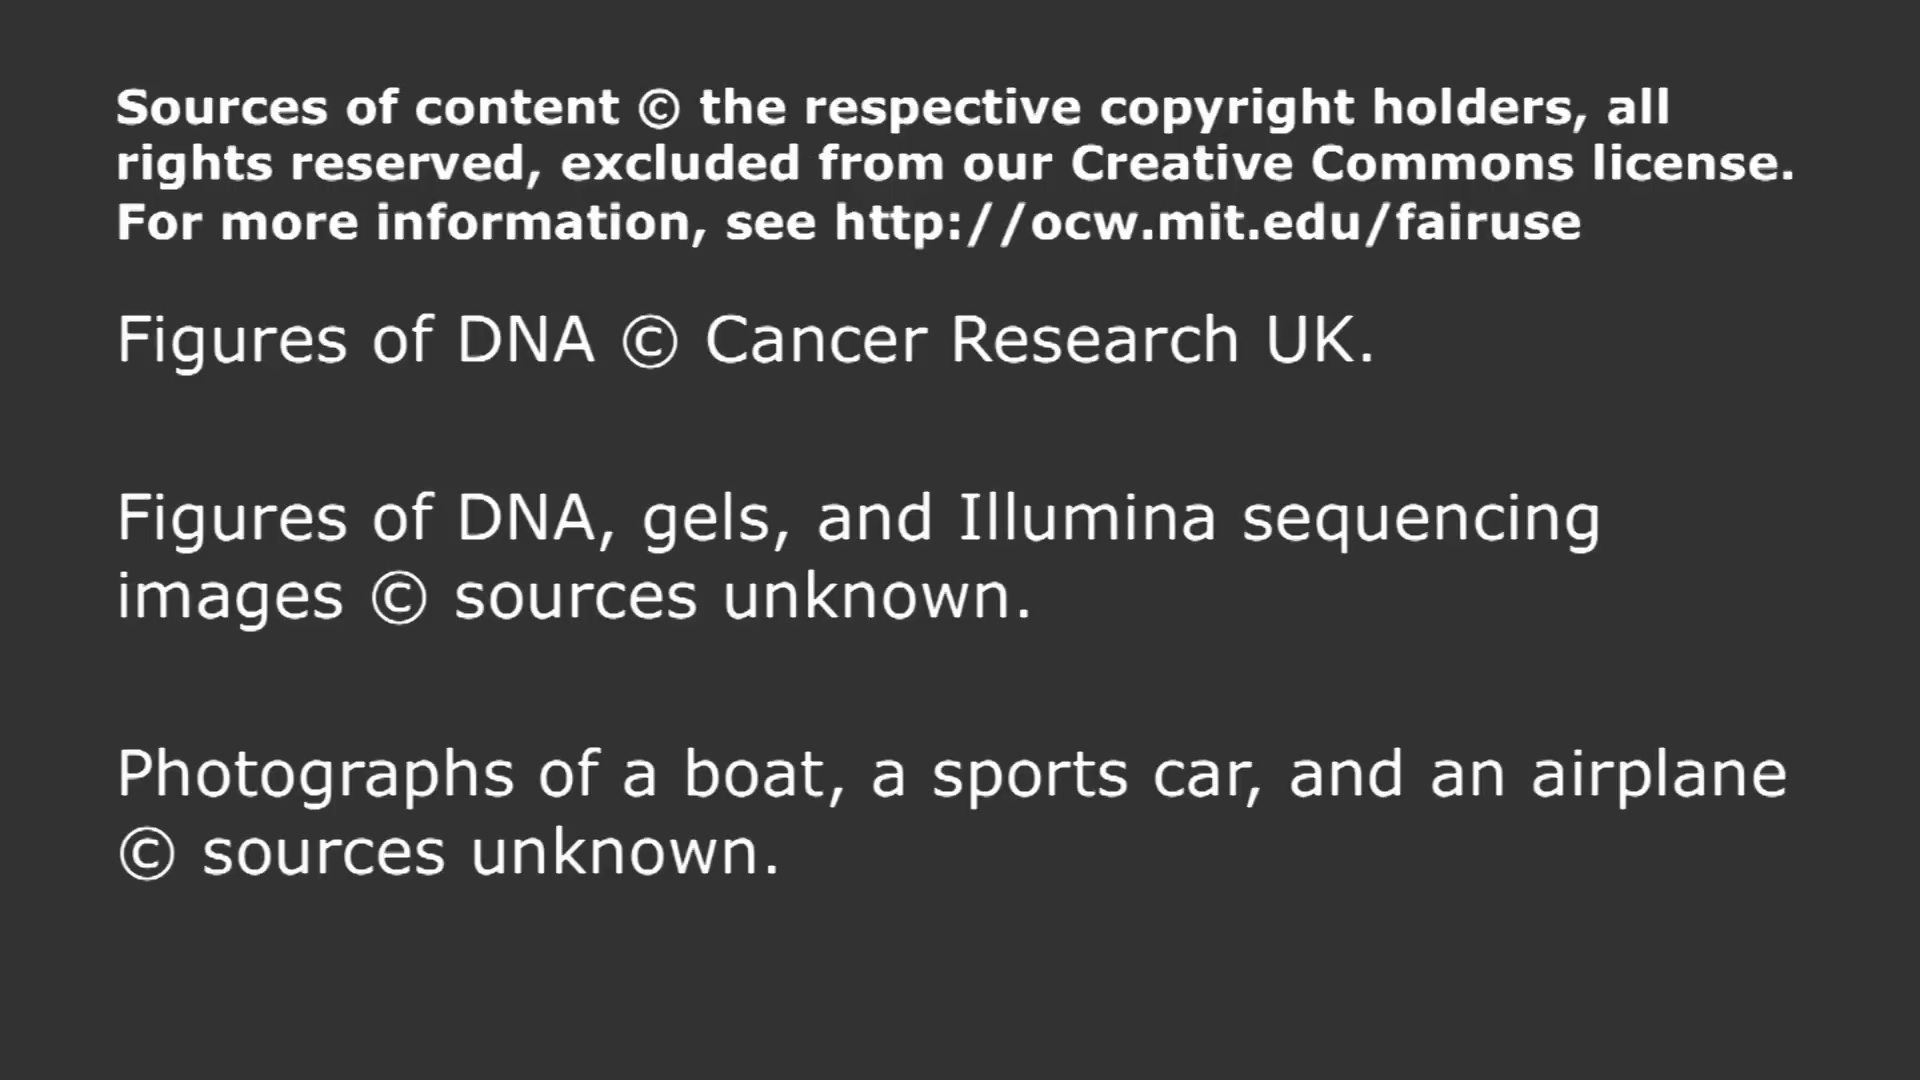 Sources of content © the respective copyright holders, all
rights reserved, excluded from our Creative Commons license.
For more information, see http://ocw.mit.edu/fairuse
Figures of DNA © Cancer Research UK.
Figures of DNA, gels, and Illumina sequencing
images © sources unknown.
Photographs of a boat, a sports car, and an airplane
© sources unknown.